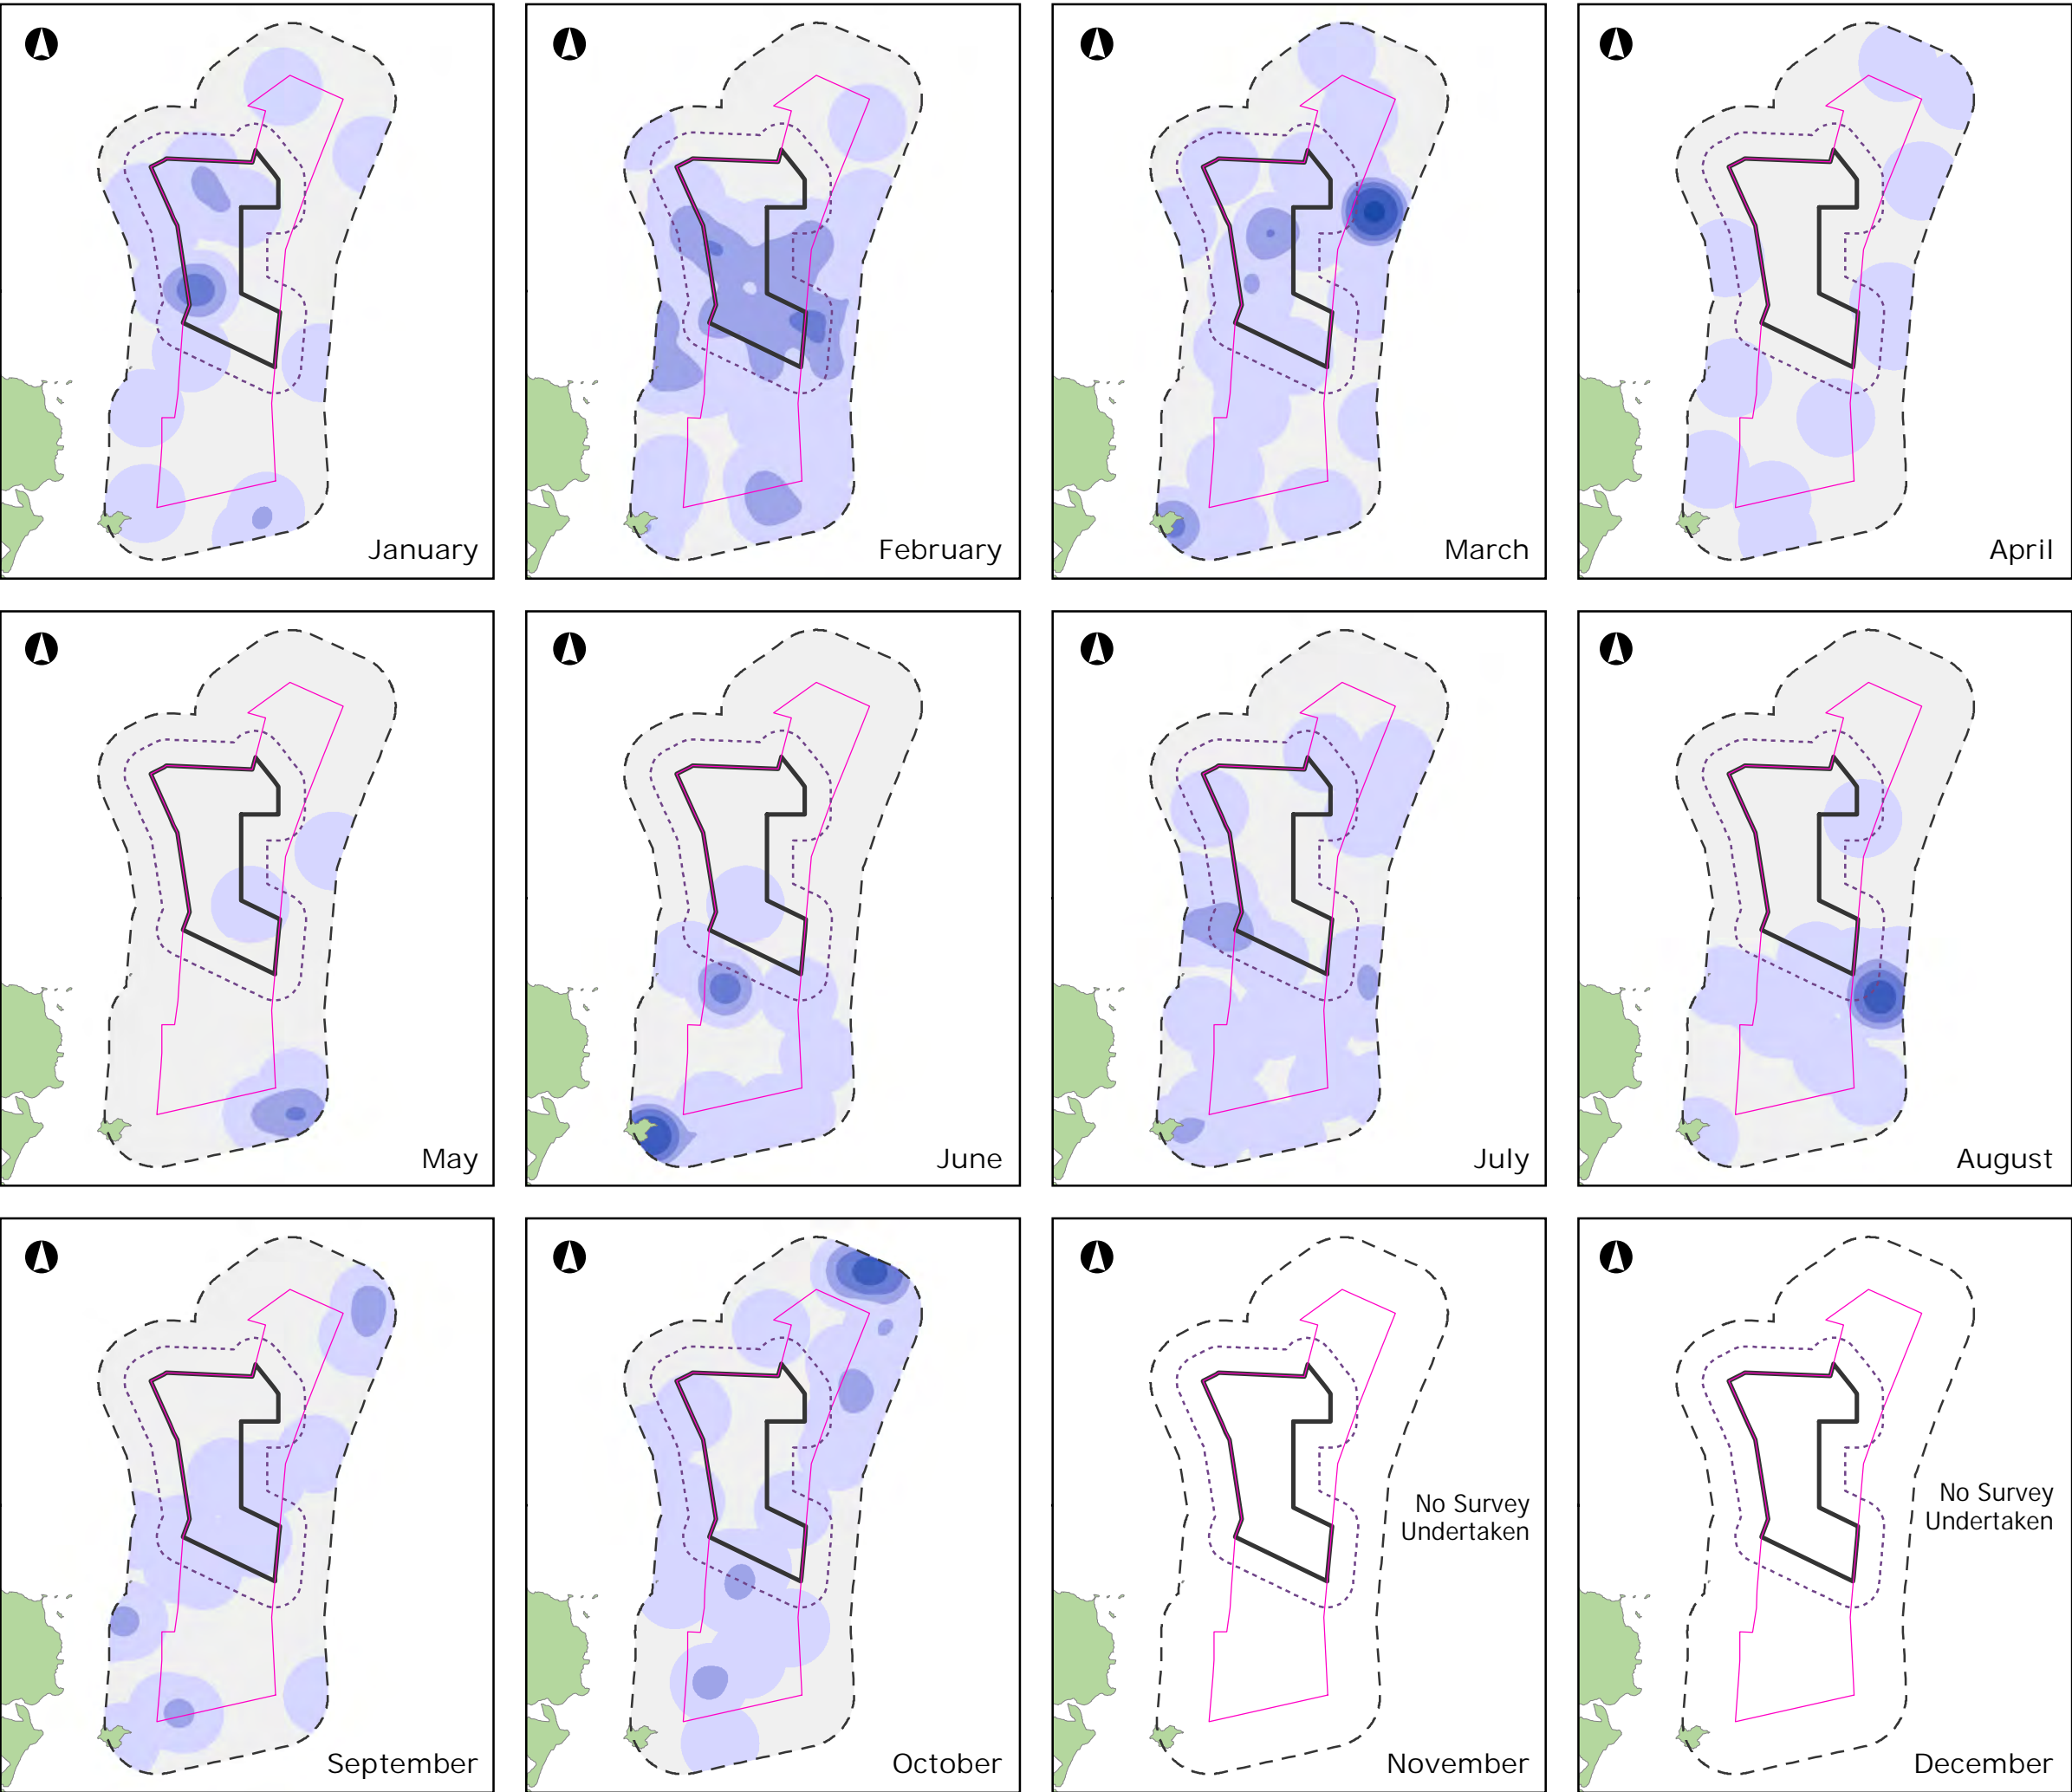 January
February
March
April
May
June
July
August
September
October
No Survey
Undertaken
November
No Survey
Undertaken
December